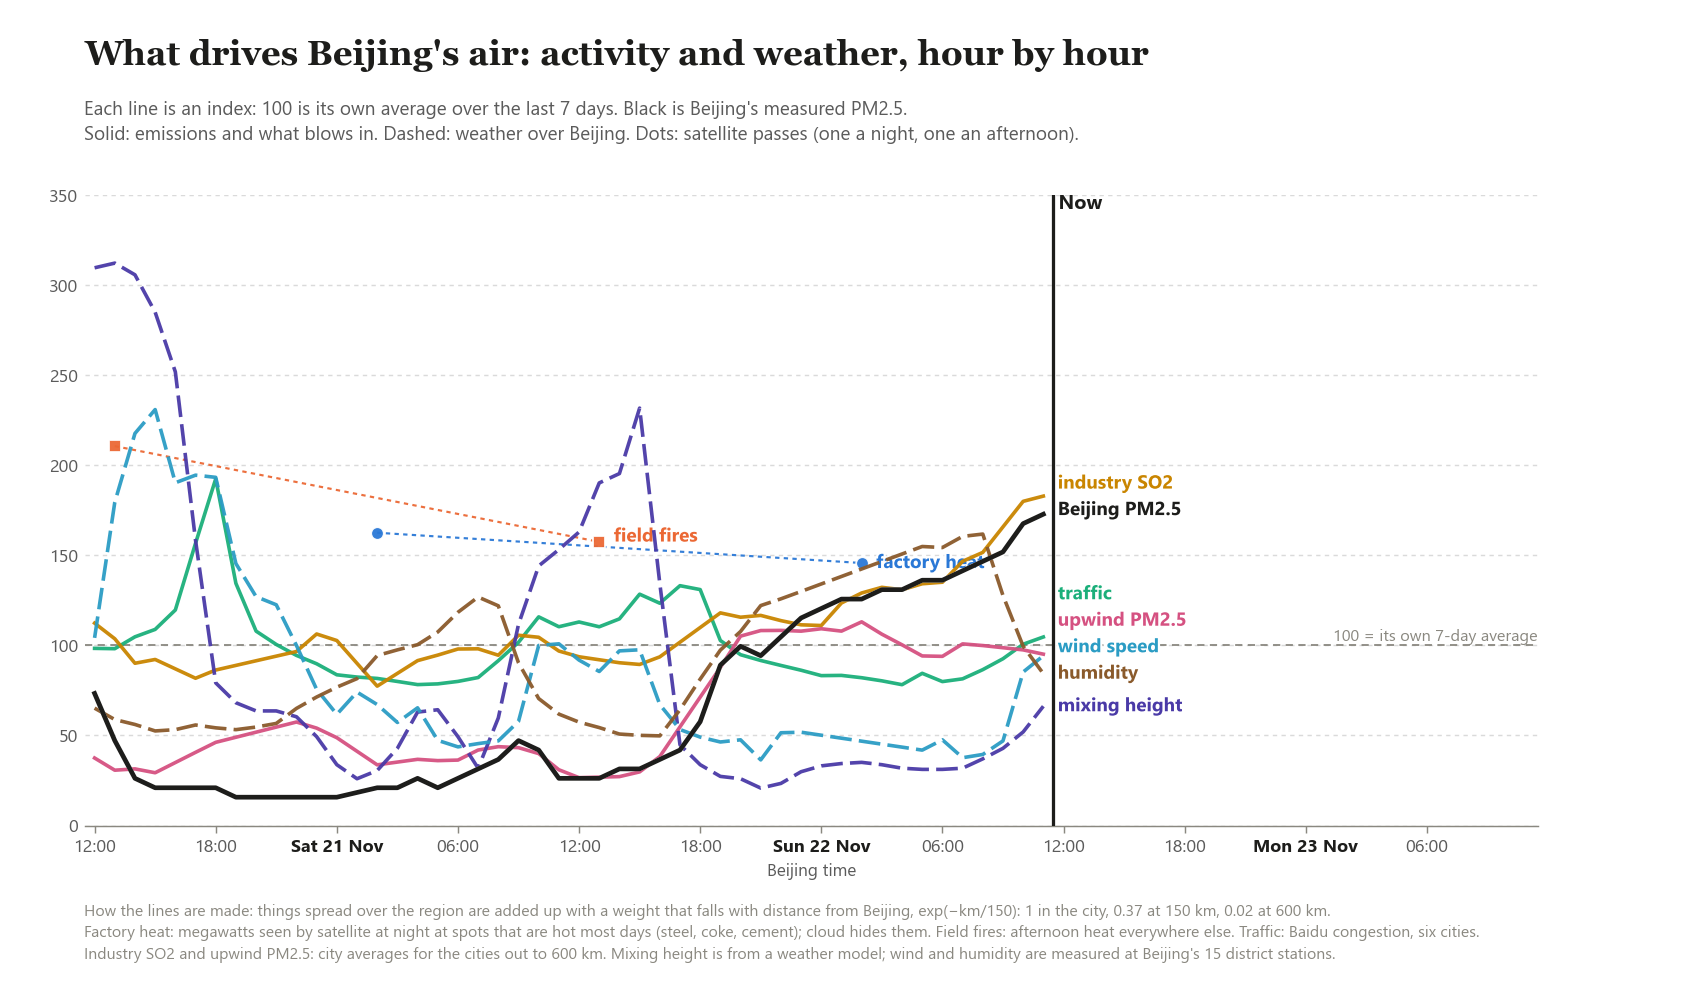 What drives Beijing's air: activity and weather, hour by hour
Each line is an index: 100 is its own average over the last 7 days. Black is Beijing's measured PM2.5.
Solid: emissions and what blows in. Dashed: weather over Beijing. Dots: satellite passes (one a night, one an afternoon).
350
Now
300
250
200
industry SO2
Beijing PM2.5
field fires
150
factory heat
traffic
upwind PM2.5
100 = its own 7-day average
100
wind speed
humidity
mixing height
50
0
12:00 18:00 Sat 21 Nov 06:00 12:00 18:00 Sun 22 Nov 06:00 12:00 18:00 Mon 23 Nov 06:00
Beijing time
How the lines are made: things spread over the region are added up with a weight that falls with distance from Beijing, exp(−km/150): 1 in the city, 0.37 at 150 km, 0.02 at 600 km.
Factory heat: megawatts seen by satellite at night at spots that are hot most days (steel, coke, cement); cloud hides them. Field fires: afternoon heat everywhere else. Traffic: Baidu congestion, six cities.
Industry SO2 and upwind PM2.5: city averages for the cities out to 600 km. Mixing height is from a weather model; wind and humidity are measured at Beijing's 15 district stations.